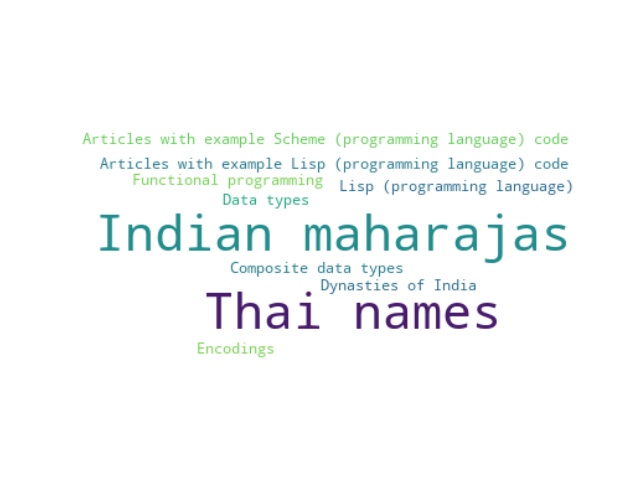 Articles with example Scheme (programming language) code
Articles with example Lisp (programming language) code
Functional programming
Lisp (programming language)
Data types
Indian maharajas
Composite data types
Dynasties of India
Thai names
Encodings